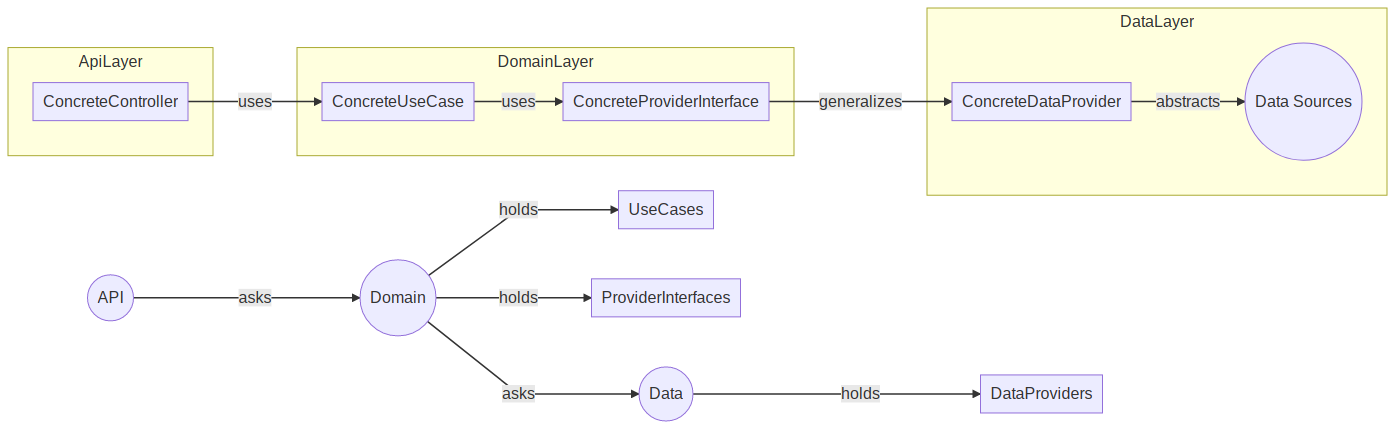 ApiLayer
ConcreteController
uses
DomainLayer
ConcreteUseCase
uses
ConcreteProviderInterface
generalizes
DataLayer
ConcreteDataProvider
abstracts
Data Sources
API
asks
Domain
holds
UseCases
holds
ProviderInterfaces
asks
Data
holds
DataProviders